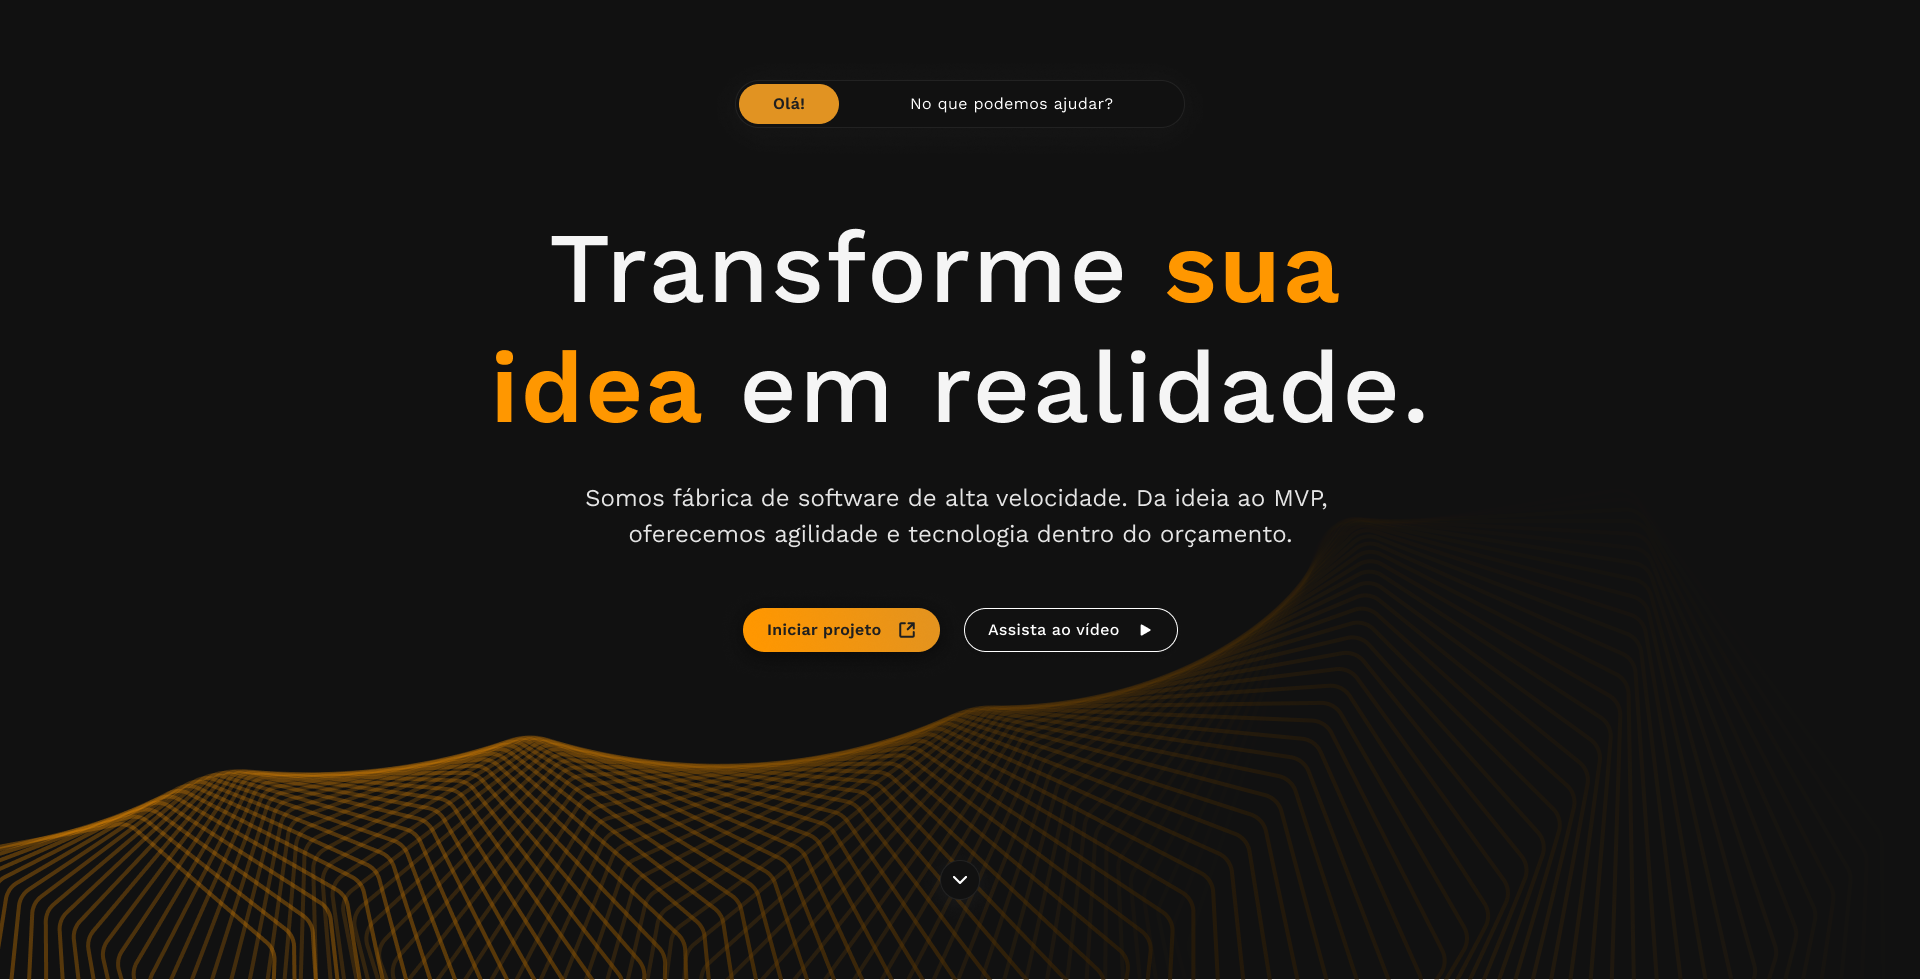 Olá! No que podemos ajudar?
Transforme sua
idea em realidade.
Somos fábrica de software de alta velocidade. Da ideia ao MVP,
oferecemos agilidade e tecnologia dentro do orçamento.
Iniciar projeto Assista ao vídeo